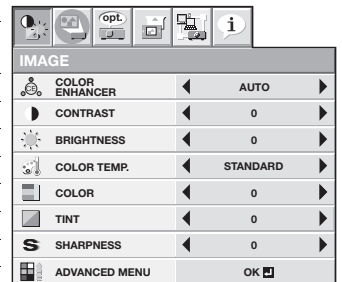 opt.
i
IMAGE
CE
COLOR ENHANCER AUTO
CONTRAST 0
BRIGHTNESS 0
COLOR TEMP. STANDARD
COLOR 0
TINT 0
S SHARPNESS 0
ADVANCED MENU OK